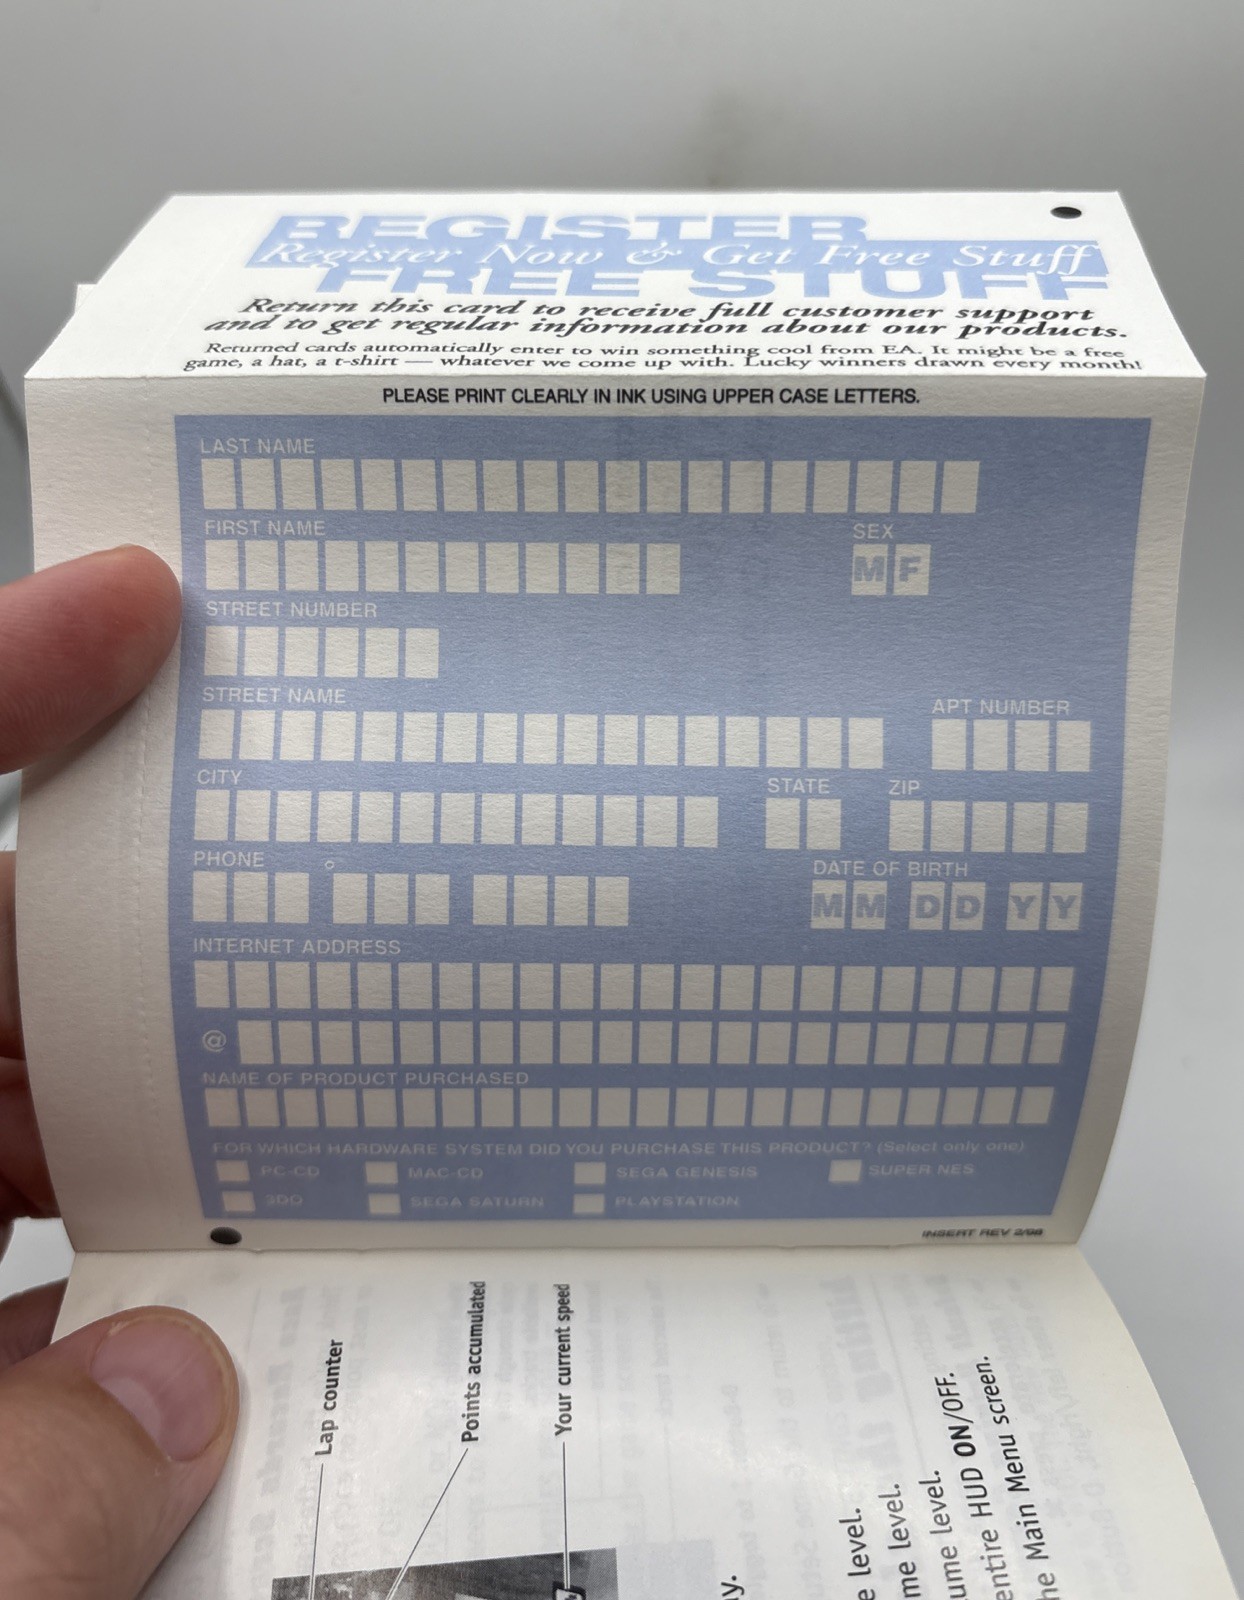 REGISTER
Register Now & Get Free Stuff
FREE STUFF
Return this card to receive full customer support
and to get regular information about our products.
Returned cards automatically enter to win something cool from EA. It might be a free
game, a hat, a t-shirt — whatever we come up with. Lucky winners drawn every month!
PLEASE PRINT CLEARLY IN INK USING UPPER CASE LETTERS.
LAST NAME
FIRST NAME
SEX
M F
STREET NUMBER
STREET NAME
APT NUMBER
CITY
STATE
ZIP
PHONE
DATE OF BIRTH
M M D D Y Y
INTERNET ADDRESS
@
NAME OF PRODUCT PURCHASED
FOR WHICH HARDWARE SYSTEM DID YOU PURCHASE THIS PRODUCT? (Select only one)
PC-CD
MAC-CD
SEGA GENESIS
SUPER NES
3DO
SEGA SATURN
PLAYSTATION
INSERT REV
Lap counter
Points accumulated
Your current speed
level.
level.
level.
entire HUD ON/OFF.
Main Menu screen.